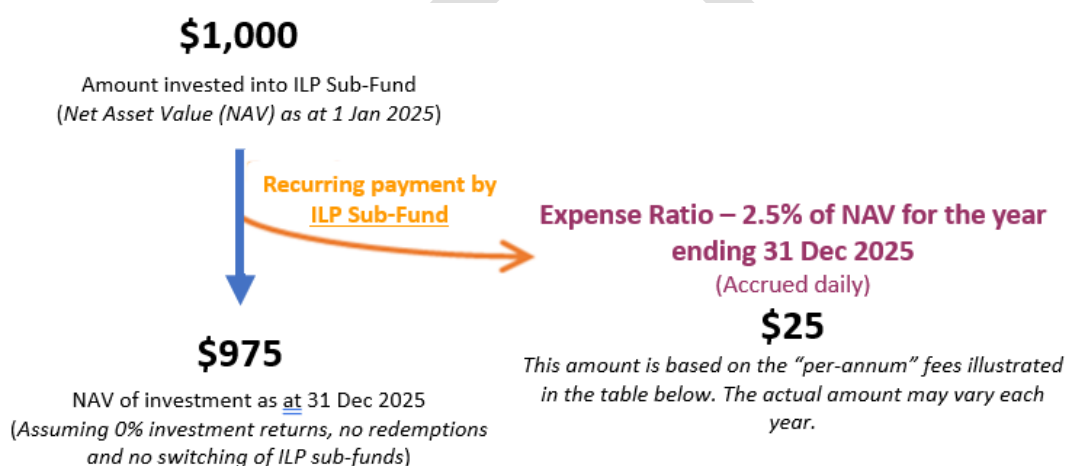 $1,000
Amount invested into ILP Sub-Fund
(Net Asset Value (NAV) as at 1 Jan 2025)
Recurring payment by
ILP Sub-Fund
Expense Ratio – 2.5% of NAV for the year
ending 31 Dec 2025
(Accrued daily)
$25
This amount is based on the “per-annum” fees illustrated
in the table below. The actual amount may vary each
year.
$975
NAV of investment as at 31 Dec 2025
(Assuming 0% investment returns, no redemptions
and no switching of ILP sub-funds)